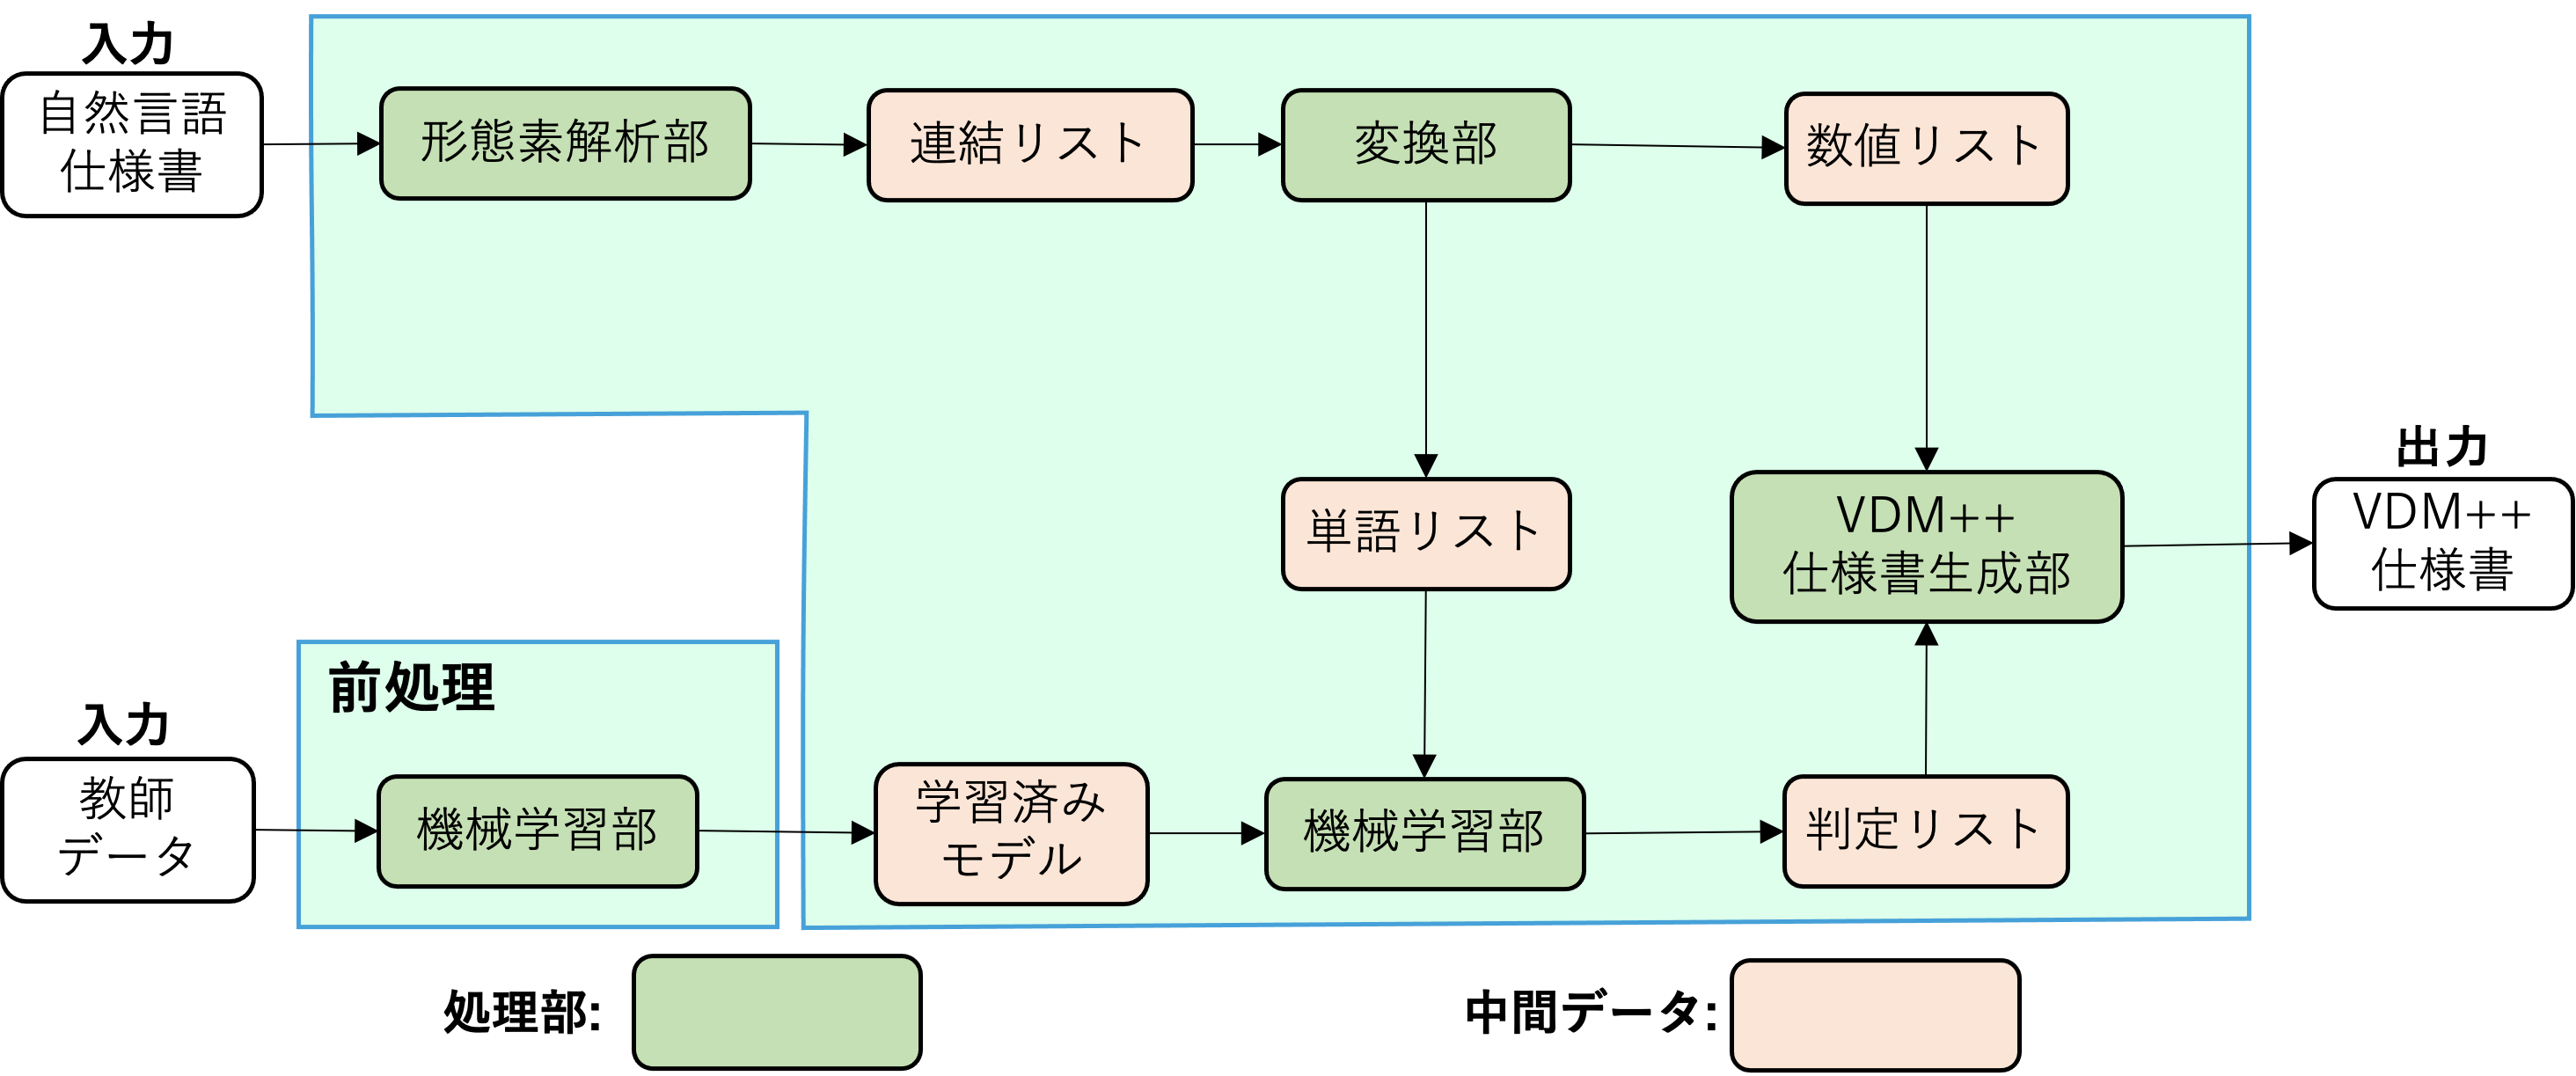 入力
自然言語
仕様書
形態素解析部
連結リスト
変換部
数値リスト
単語リスト
VDM++
仕様書生成部
出力
VDM++
仕様書
前処理
入力
教師
データ
機械学習部
学習済み
モデル
機械学習部
判定リスト
処理部:
中間データ: